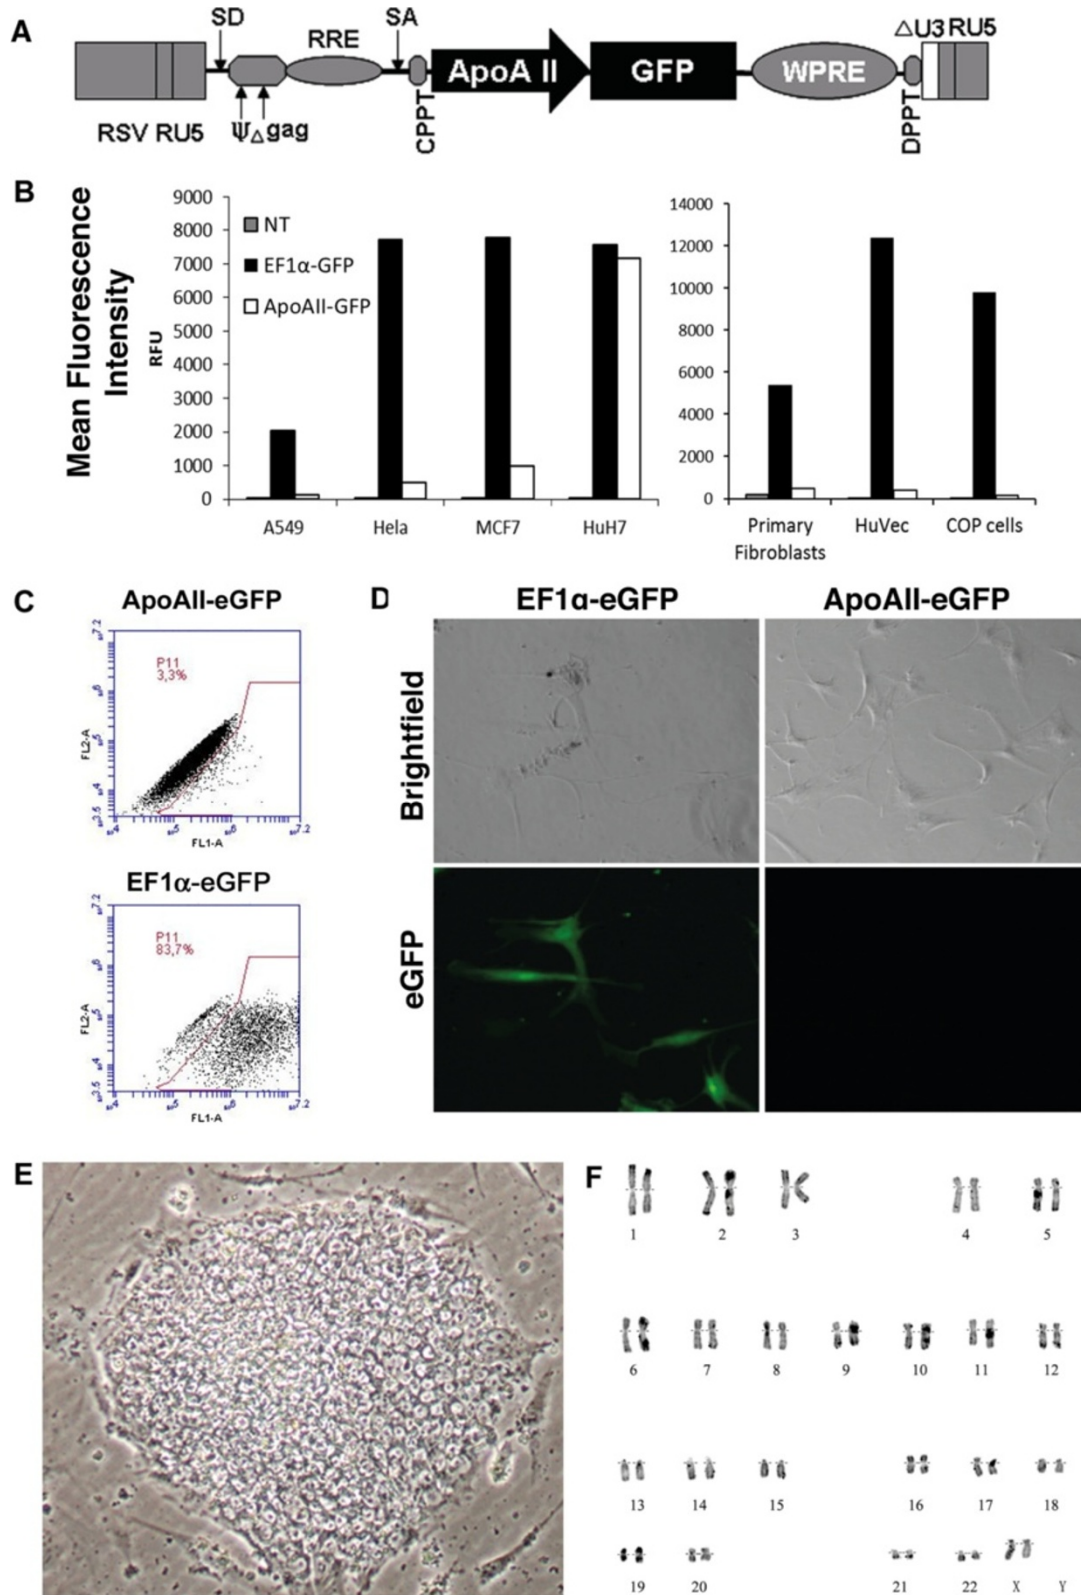 A
SD
RRE
SA
△U3 RU5
ApoA II
GFP
WPRE
RSV RU5
Ψ△gag
CPPT
DPPT
B
Mean Fluorescence
Intensity
RFU
9000
8000
7000
6000
5000
4000
3000
2000
1000
0
NT
EF1α-GFP
ApoAII-GFP
A549
Hela
MCF7
HuH7
14000
12000
10000
8000
6000
4000
2000
0
Primary
Fibroblasts
HuVec
COP cells
C
ApoAII-eGFP
P11
3,3%
FL2-A
FL1-A
EF1α-eGFP
P11
83,7%
FL2-A
FL1-A
D
EF1α-eGFP
ApoAII-eGFP
Brightfield
eGFP
E
F
1 2 3 4 5
6 7 8 9 10 11 12
13 14 15 16 17 18
19 20 21 22 X Y